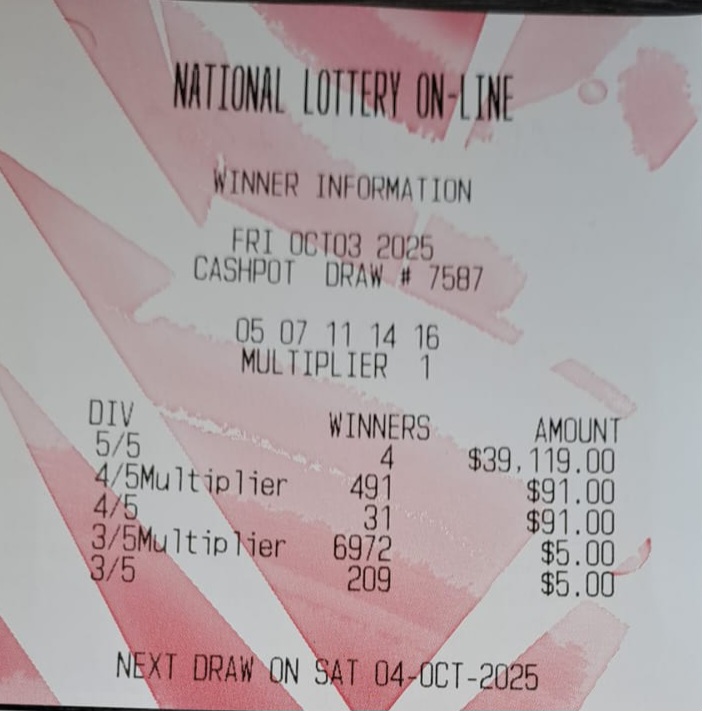 NATIONAL LOTTERY ON-LINE
WINNER INFORMATION
FRI OCT03 2025
CASHPOT DRAW # 7587
05 07 11 14 16
MULTIPLIER 1
DIV WINNERS AMOUNT
5/5 4 $39,119.00
4/5Multiplier 491 $91.00
4/5 31 $91.00
3/5Multiplier 6972 $5.00
3/5 209 $5.00
NEXT DRAW ON SAT 04-OCT-2025